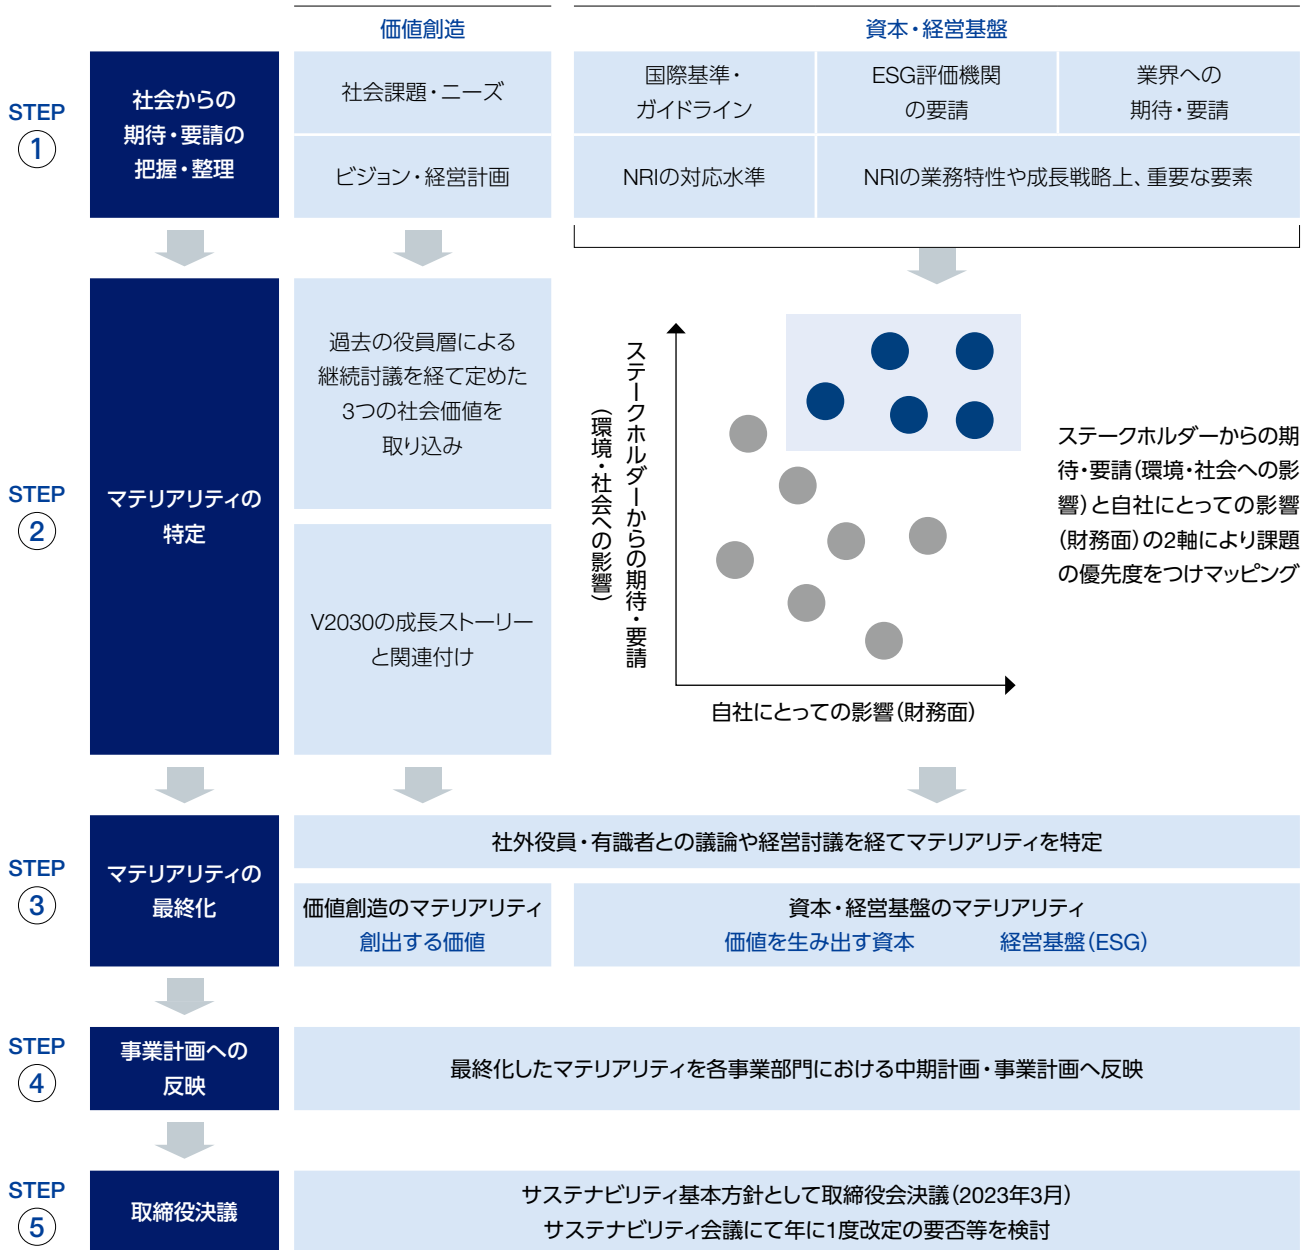 価値創造
資本・経営基盤
STEP
1
社会からの
期待・要請の
把握・整理
社会課題・ニーズ
国際基準・
ガイドライン
ESG評価機関
の要請
業界への
期待・要請
ビジョン・経営計画
NRIの対応水準
NRIの業務特性や成長戦略上、重要な要素
STEP
2
マテリアリティの
特定
過去の役員層による
継続討議を経て定めた
3つの社会価値を
取り込み
V2030の成長ストーリー
と関連付け
ステークホルダーからの期待・要請
(環境・社会への影響)
自社にとっての影響(財務面)
ステークホルダーからの期
待・要請(環境・社会への影
響)と自社にとっての影響
(財務面)の2軸により課題
の優先度をつけマッピング
STEP
3
マテリアリティの
最終化
社外役員・有識者との議論や経営討議を経てマテリアリティを特定
価値創造のマテリアリティ
創出する価値
資本・経営基盤のマテリアリティ
価値を生み出す資本 経営基盤(ESG)
STEP
4
事業計画への
反映
最終化したマテリアリティを各事業部門における中期計画・事業計画へ反映
STEP
5
取締役決議
サステナビリティ基本方針として取締役会決議(2023年3月)
サステナビリティ会議にて年に1度改定の要否等を検討